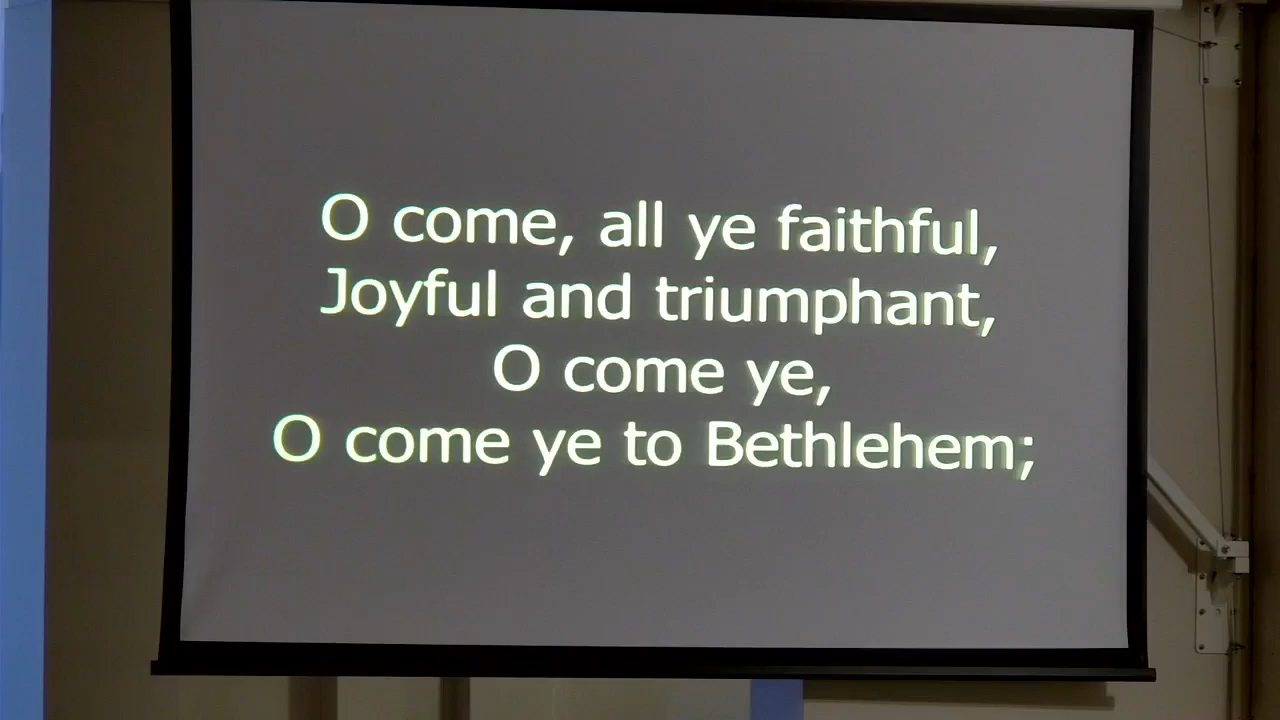 O come, all ye faithful,
Joyful and triumphant,
O come ye,
O come ye to Bethlehem;